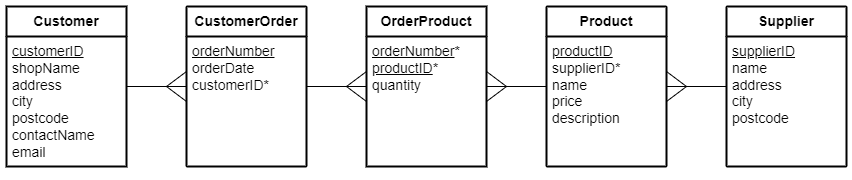 Customer
customerID
shopName
address
city
postcode
contactName
email
CustomerOrder
orderNumber
orderDate
customerID*
OrderProduct
orderNumber*
productID*
quantity
Product
productID
supplierID*
name
price
description
Supplier
supplierID
name
address
city
postcode